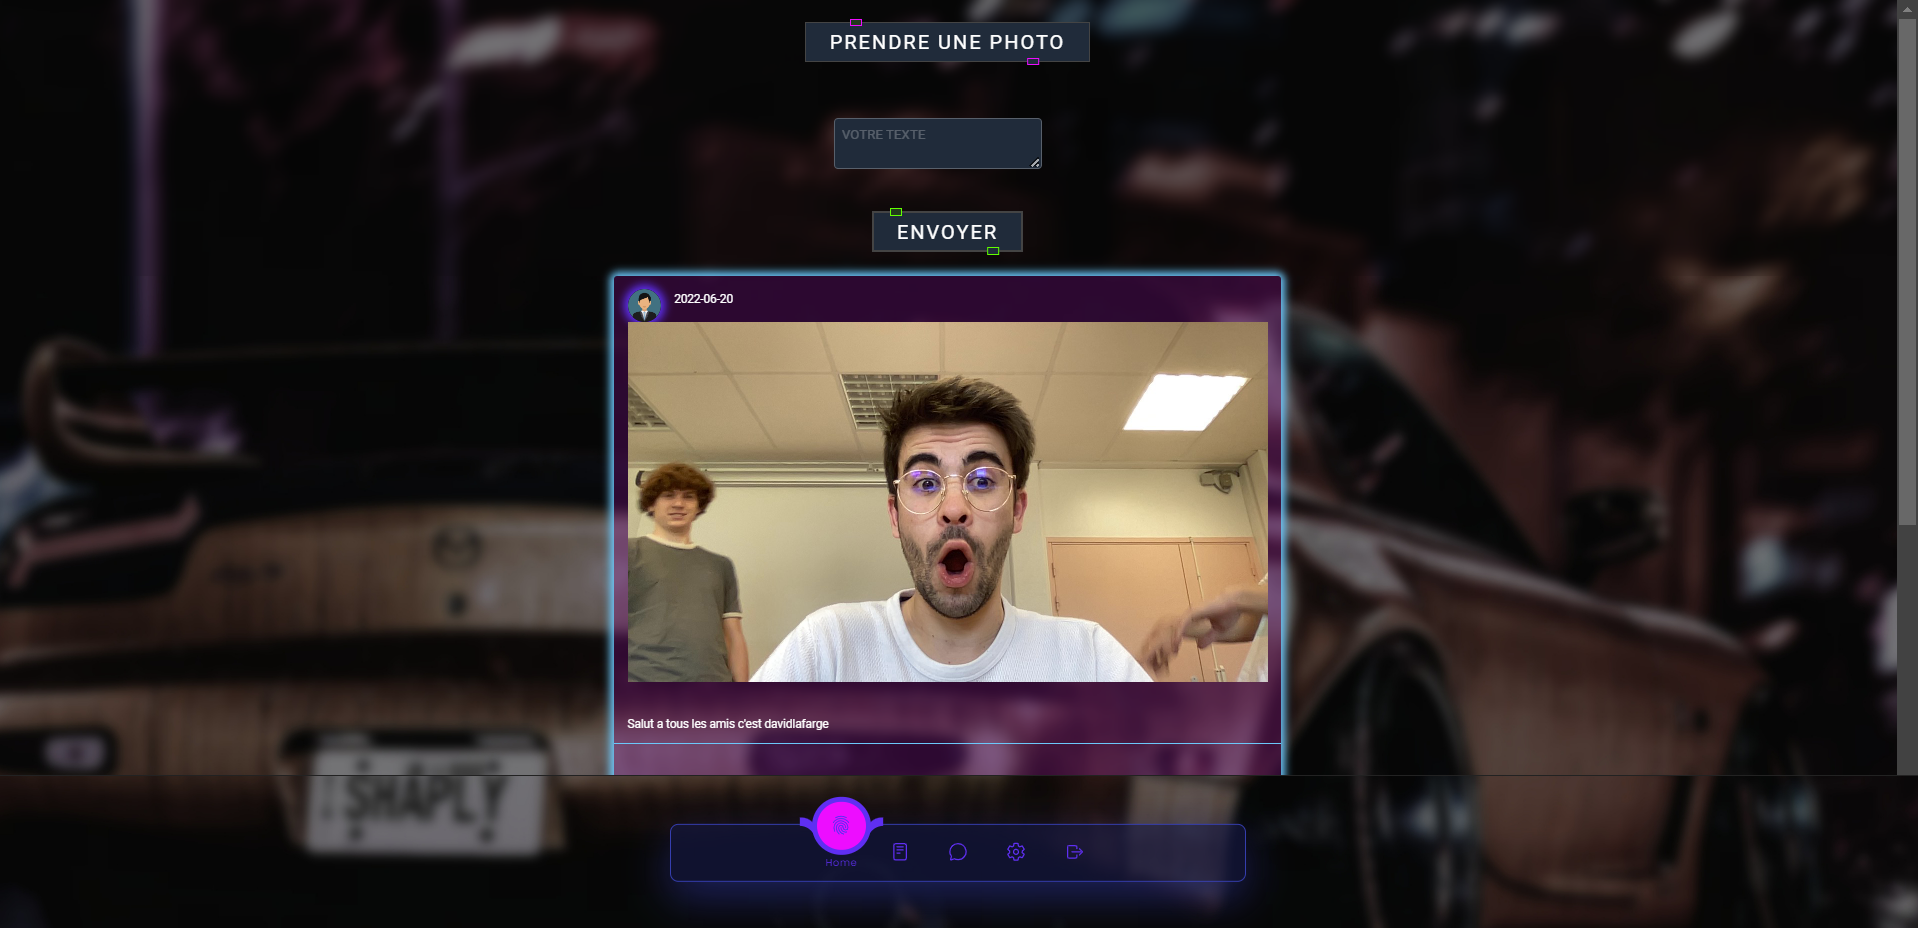 PRENDRE UNE PHOTO
VOTRE TEXTE
ENVOYER
2022-06-20
Salut a tous les amis c'est davidlafarge
SHAPLY
Home